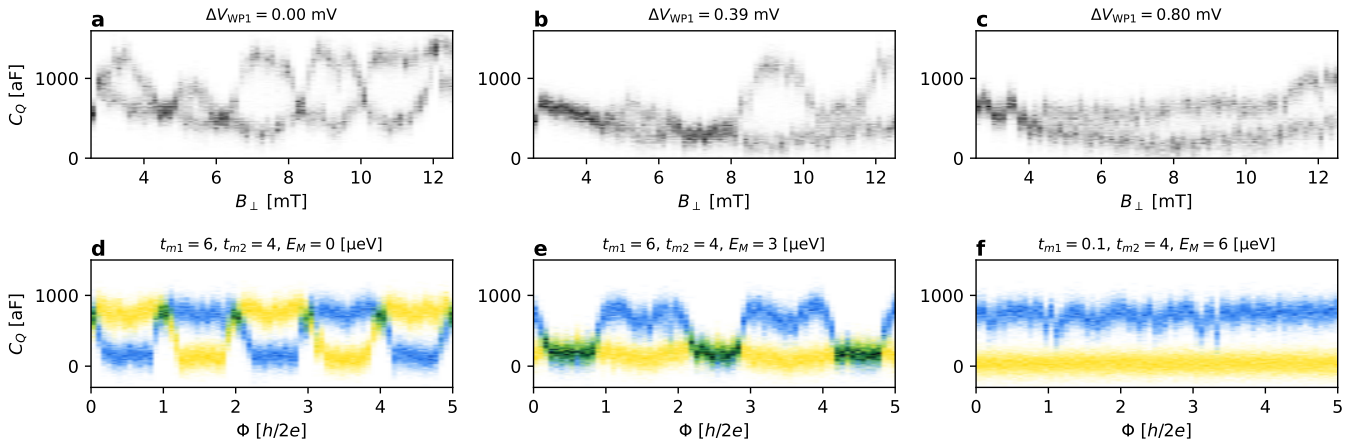 a ΔV_WP1 = 0.00 mV
b ΔV_WP1 = 0.39 mV
c ΔV_WP1 = 0.80 mV
C_Q [aF]
1000
0
4 6 8 10 12
B_⊥ [mT]
1000
0
4 6 8 10 12
B_⊥ [mT]
1000
0
4 6 8 10 12
B_⊥ [mT]
d t_m1 = 6, t_m2 = 4, E_M = 0 [µeV]
e t_m1 = 6, t_m2 = 4, E_M = 3 [µeV]
f t_m1 = 0.1, t_m2 = 4, E_M = 6 [µeV]
C_Q [aF]
1000
0
0 1 2 3 4 5
Φ [h/2e]
1000
0
0 1 2 3 4 5
Φ [h/2e]
1000
0
0 1 2 3 4 5
Φ [h/2e]